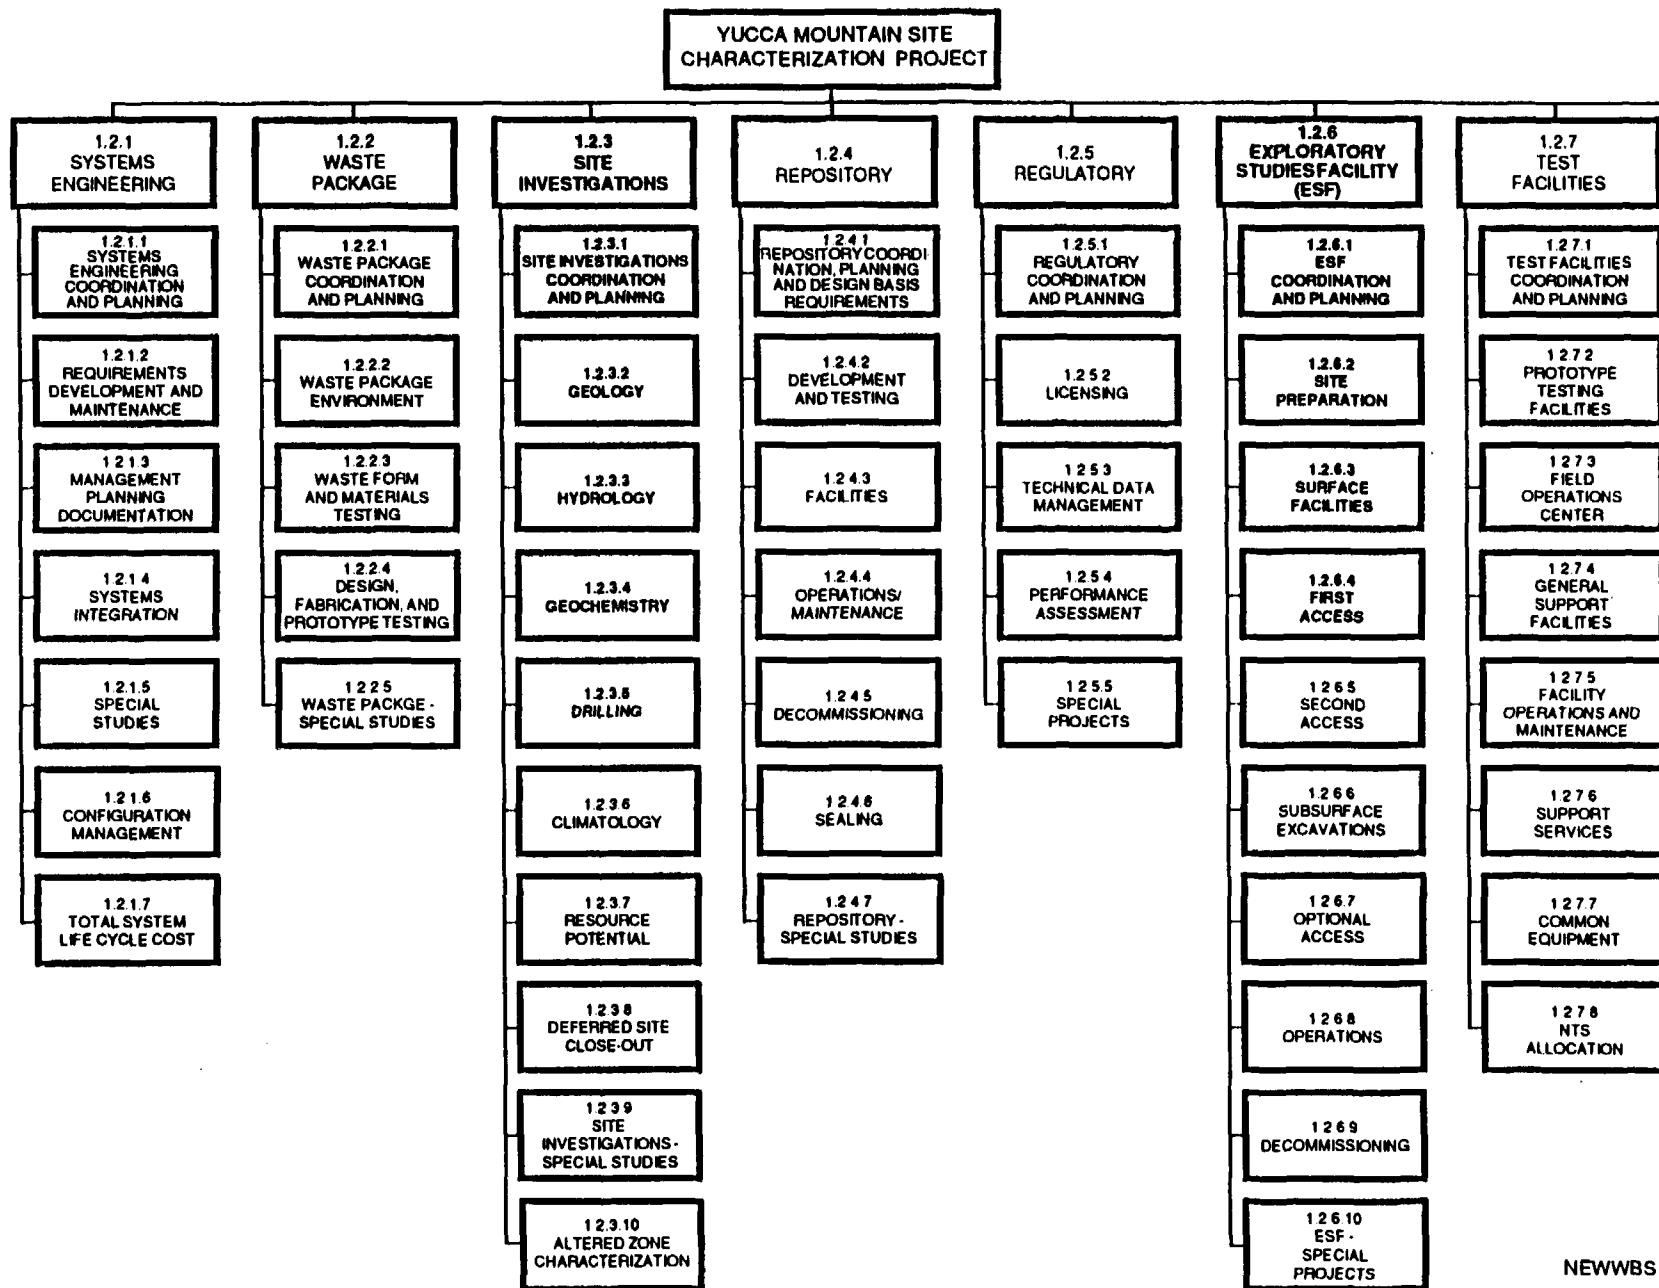 YUCCA MOUNTAIN SITE
CHARACTERIZATION PROJECT
1.2.1
SYSTEMS
ENGINEERING
1.2.1.1
SYSTEMS
ENGINEERING
COORDINATION
AND PLANNING
1.2.1.2
REQUIREMENTS
DEVELOPMENT AND
MAINTENANCE
1 2 1.3
MANAGEMENT
PLANNING
DOCUMENTATION
1.2.1 4
SYSTEMS
INTEGRATION
1.2.1.5
SPECIAL
STUDIES
1.2 1.6
CONFIGURATION
MANAGEMENT
1.2.1.7
TOTAL SYSTEM
LIFE CYCLE COST
1.2.2
WASTE
PACKAGE
1.2.2.1
WASTE PACKAGE
COORDINATION
AND PLANNING
1.2.2.2
WASTE PACKAGE
ENVIRONMENT
1.2.2.3
WASTE FORM
AND MATERIALS
TESTING
1.2.2.4
DESIGN,
FABRICATION, AND
PROTOTYPE TESTING
1 2 2 5
WASTE PACKGE -
SPECIAL STUDIES
1.2.3
SITE
INVESTIGATIONS
1.2.3.1
SITE INVESTIGATIONS
COORDINATION
AND PLANNING
1.2.3.2
GEOLOGY
1.2.3.3
HYDROLOGY
1.2.3.4
GEOCHEMISTRY
1.2.3.5
DRILLING
1.2.3.6
CLIMATOLOGY
1.2.3.7
RESOURCE
POTENTIAL
1.2 3 8
DEFERRED SITE
CLOSE-OUT
1.2 3 9
SITE
INVESTIGATIONS -
SPECIAL STUDIES
1 2.3.10
ALTERED ZONE
CHARACTERIZATION
1.2.4
REPOSITORY
1.2 4 1
REPOSITORY COORDI-
NATION, PLANNING
AND DESIGN BASIS
REQUIREMENTS
1.2.4.2
DEVELOPMENT
AND TESTING
1.2 4.3
FACILITIES
1.2.4.4
OPERATIONS/
MAINTENANCE
1.2 4 5
DECOMMISSIONING
1.2.4.6
SEALING
1.2 4 7
REPOSITORY -
SPECIAL STUDIES
1.2.5
REGULATORY
1.2.5.1
REGULATORY
COORDINATION
AND PLANNING
1.2 5 2
LICENSING
1 2 5 3
TECHNICAL DATA
MANAGEMENT
1.2.5 4
PERFORMANCE
ASSESSMENT
1 2 5.5
SPECIAL
PROJECTS
1.2.6
EXPLORATORY
STUDIES FACILITY
(ESF)
1.2.6.1
ESF
COORDINATION
AND PLANNING
1.2.6.2
SITE
PREPARATION
1.2.6.3
SURFACE
FACILITIES
1.2.6.4
FIRST
ACCESS
1 2 6 5
SECOND
ACCESS
1 2 6 6
SUBSURFACE
EXCAVATIONS
1 2 6.7
OPTIONAL
ACCESS
1 2 6 8
OPERATIONS
1 2 6 9
DECOMMISSIONING
1.2 6.10
ESF -
SPECIAL
PROJECTS
1.2.7
TEST
FACILITIES
1.2 7.1
TEST FACILITIES
COORDINATION
AND PLANNING
1.2 7 2
PROTOTYPE
TESTING
FACILITIES
1 2 7 3
FIELD
OPERATIONS
CENTER
1 2 7 4
GENERAL
SUPPORT
FACILITIES
1 2 7 5
FACILITY
OPERATIONS AND
MAINTENANCE
1 2 7 6
SUPPORT
SERVICES
1 2 7.7
COMMON
EQUIPMENT
1 2 7 8
NTS
ALLOCATION
NEWWBS